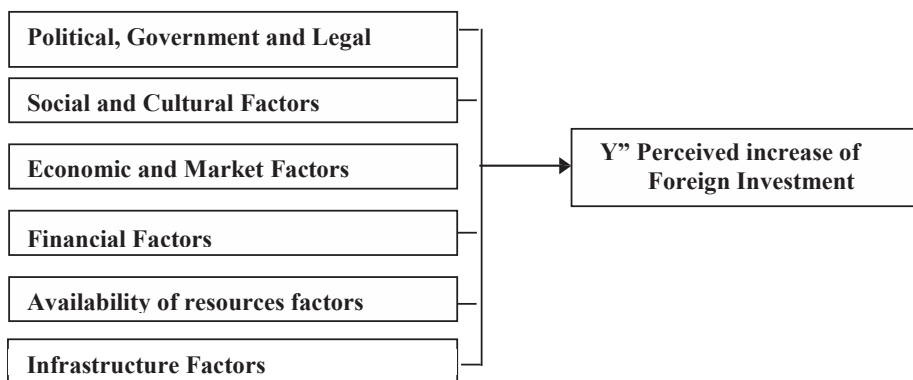 Political, Government and Legal
Social and Cultural Factors
Economic and Market Factors
Y” Perceived increase of
Foreign Investment
Financial Factors
Availability of resources factors
Infrastructure Factors